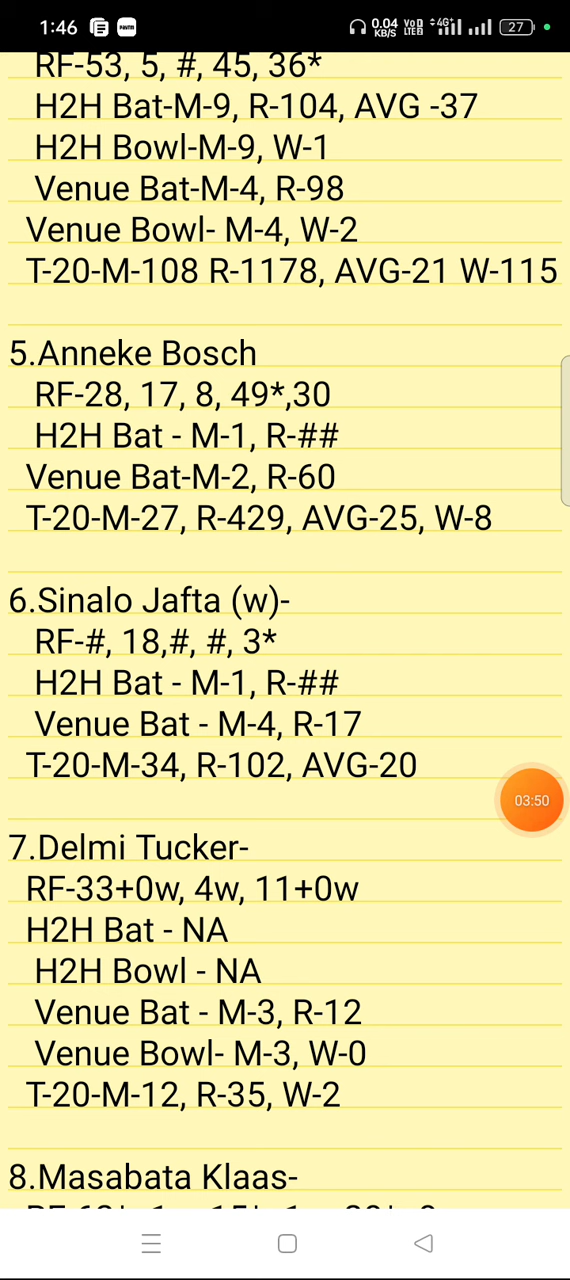 1:46
0.04 KB/S
VoD LTE2
4G+
27
RF-53, 5, #, 45, 36*
H2H Bat-M-9, R-104, AVG -37
H2H Bowl-M-9, W-1
Venue Bat-M-4, R-98
Venue Bowl- M-4, W-2
T-20-M-108 R-1178, AVG-21 W-115
5.Anneke Bosch
RF-28, 17, 8, 49*,30
H2H Bat - M-1, R-##
Venue Bat-M-2, R-60
T-20-M-27, R-429, AVG-25, W-8
6.Sinalo Jafta (w)-
RF-#, 18,#, #, 3*
H2H Bat - M-1, R-##
Venue Bat - M-4, R-17
T-20-M-34, R-102, AVG-20
03:50
7.Delmi Tucker-
RF-33+0w, 4w, 11+0w
H2H Bat - NA
H2H Bowl - NA
Venue Bat - M-3, R-12
Venue Bowl- M-3, W-0
T-20-M-12, R-35, W-2
8.Masabata Klaas-